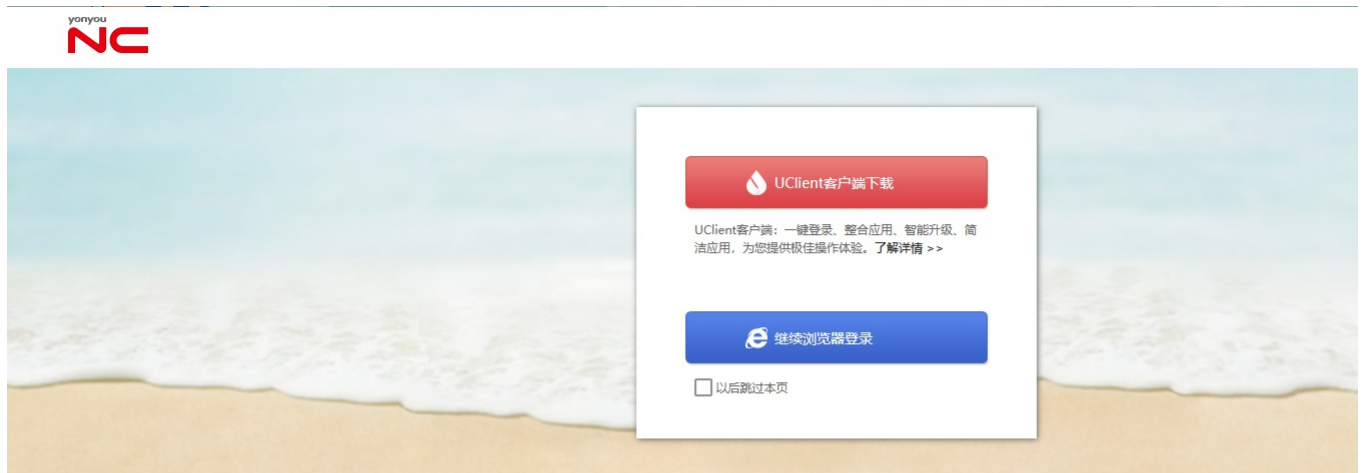 yonyou
NC
UClient客户端下载
UClient客户端：一键登录、整合应用、智能升级、简
洁应用，为您提供极佳操作体验。了解详情 >>
继续浏览器登录
以后跳过本页